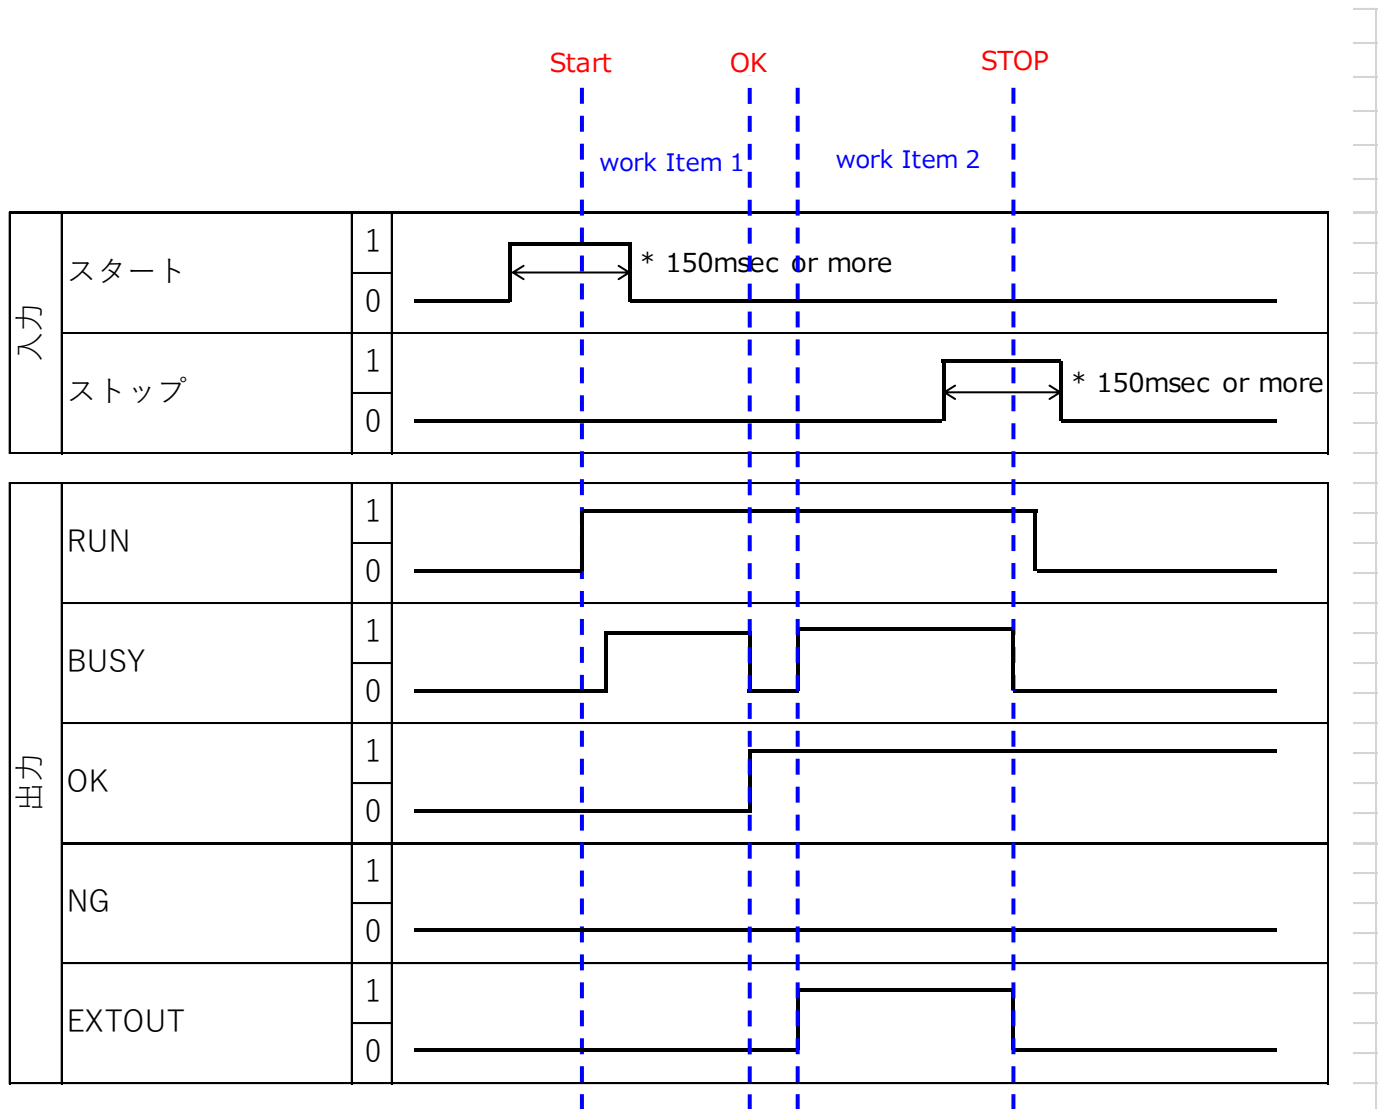 Start OK STOP
work Item 1 work Item 2
入力
スタート
1
0
* 150msec or more
ストップ
1
0
* 150msec or more
出力
RUN
1
0
BUSY
1
0
OK
1
0
NG
1
0
EXTOUT
1
0